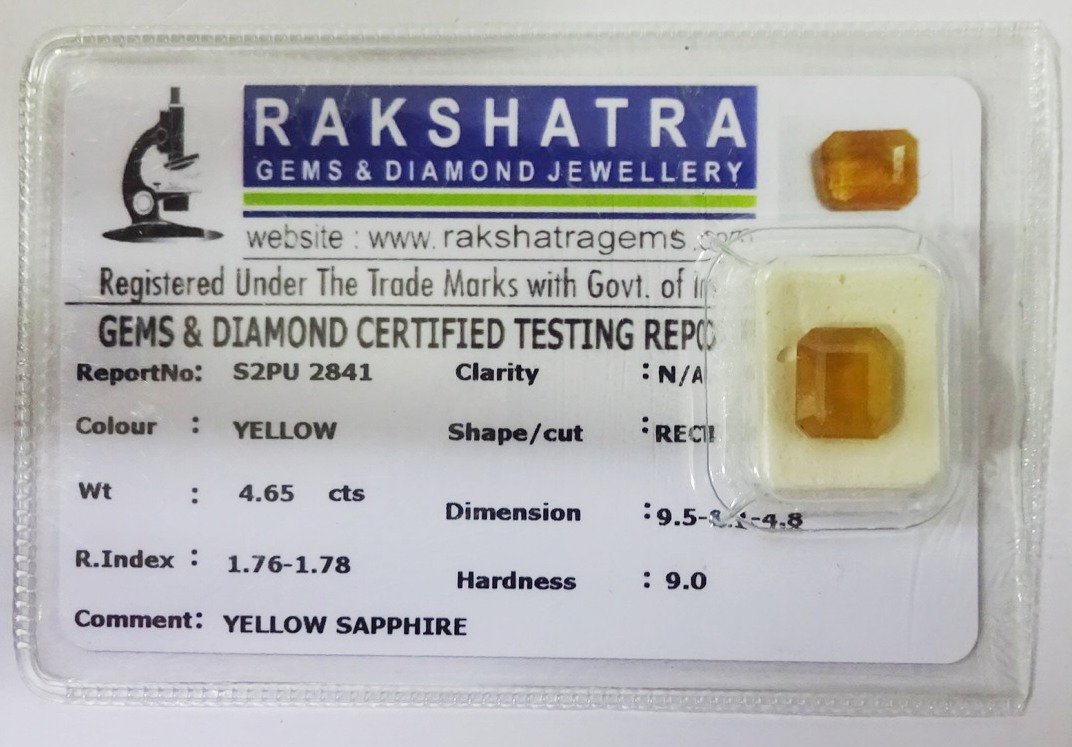 RAKSHATRA
GEMS & DIAMOND JEWELLERY
website : www. rakshatragems .com
Registered Under The Trade Marks with Govt. of
GEMS & DIAMOND CERTIFIED TESTING
ReportNo: S2PU 2841 Clarity : N/A
Colour : YELLOW Shape/cut :
Wt : 4.65 cts
Dimension :
R.Index : 1.76-1.78
Hardness : 9.0
Comment: YELLOW SAPPHIRE